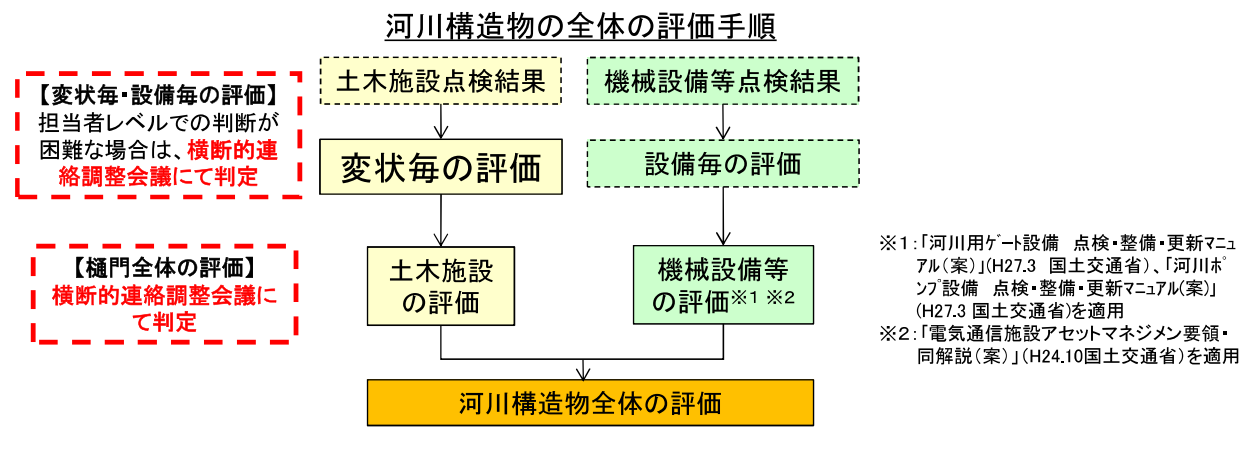 河川構造物の全体の評価手順
【変状毎・設備毎の評価】
担当者レベルでの判断が
困難な場合は、横断的連
絡調整会議にて判定
土木施設点検結果
機械設備等点検結果
変状毎の評価
設備毎の評価
【樋門全体の評価】
横断的連絡調整会議に
て判定
土木施設
の評価
機械設備等
の評価※1 ※2
河川構造物全体の評価
※1：「河川用ゲート設備　点検・整備・更新マニュ
アル(案)」(H27.3　国土交通省)、「河川ポ
ンプ設備　点検・整備・更新マニュアル(案)」
(H27.3 国土交通省)を適用
※2：「電気通信施設アセットマネジメン要領・
同解説(案)」(H24.10国土交通省)を適用